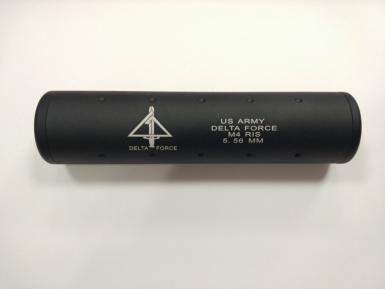 DELTA FORCE
US ARMY
DELTA FORCE
M4 RIS
5.56 MM